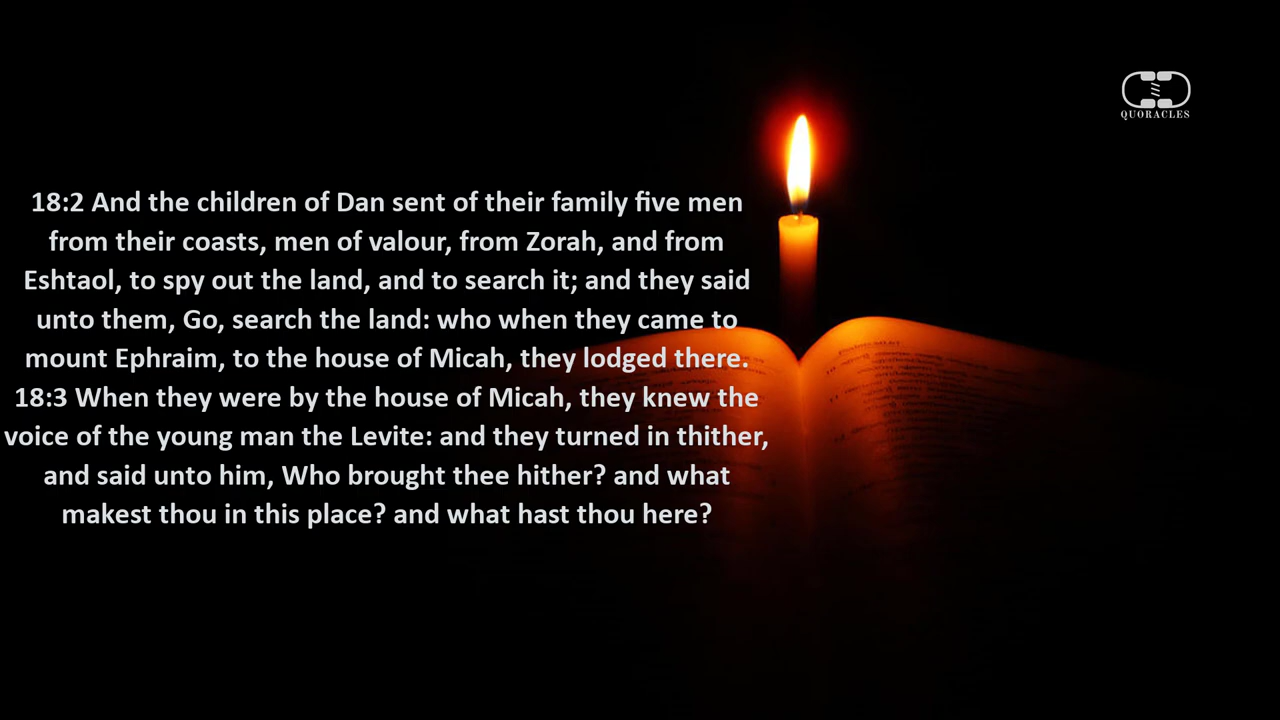 QUORACLES
18:2 And the children of Dan sent of their family five men
from their coasts, men of valour, from Zorah, and from
Eshtaol, to spy out the land, and to search it; and they said
unto them, Go, search the land: who when they came to
mount Ephraim, to the house of Micah, they lodged there.
18:3 When they were by the house of Micah, they knew the
voice of the young man the Levite: and they turned in thither,
and said unto him, Who brought thee hither? and what
makest thou in this place? and what hast thou here?